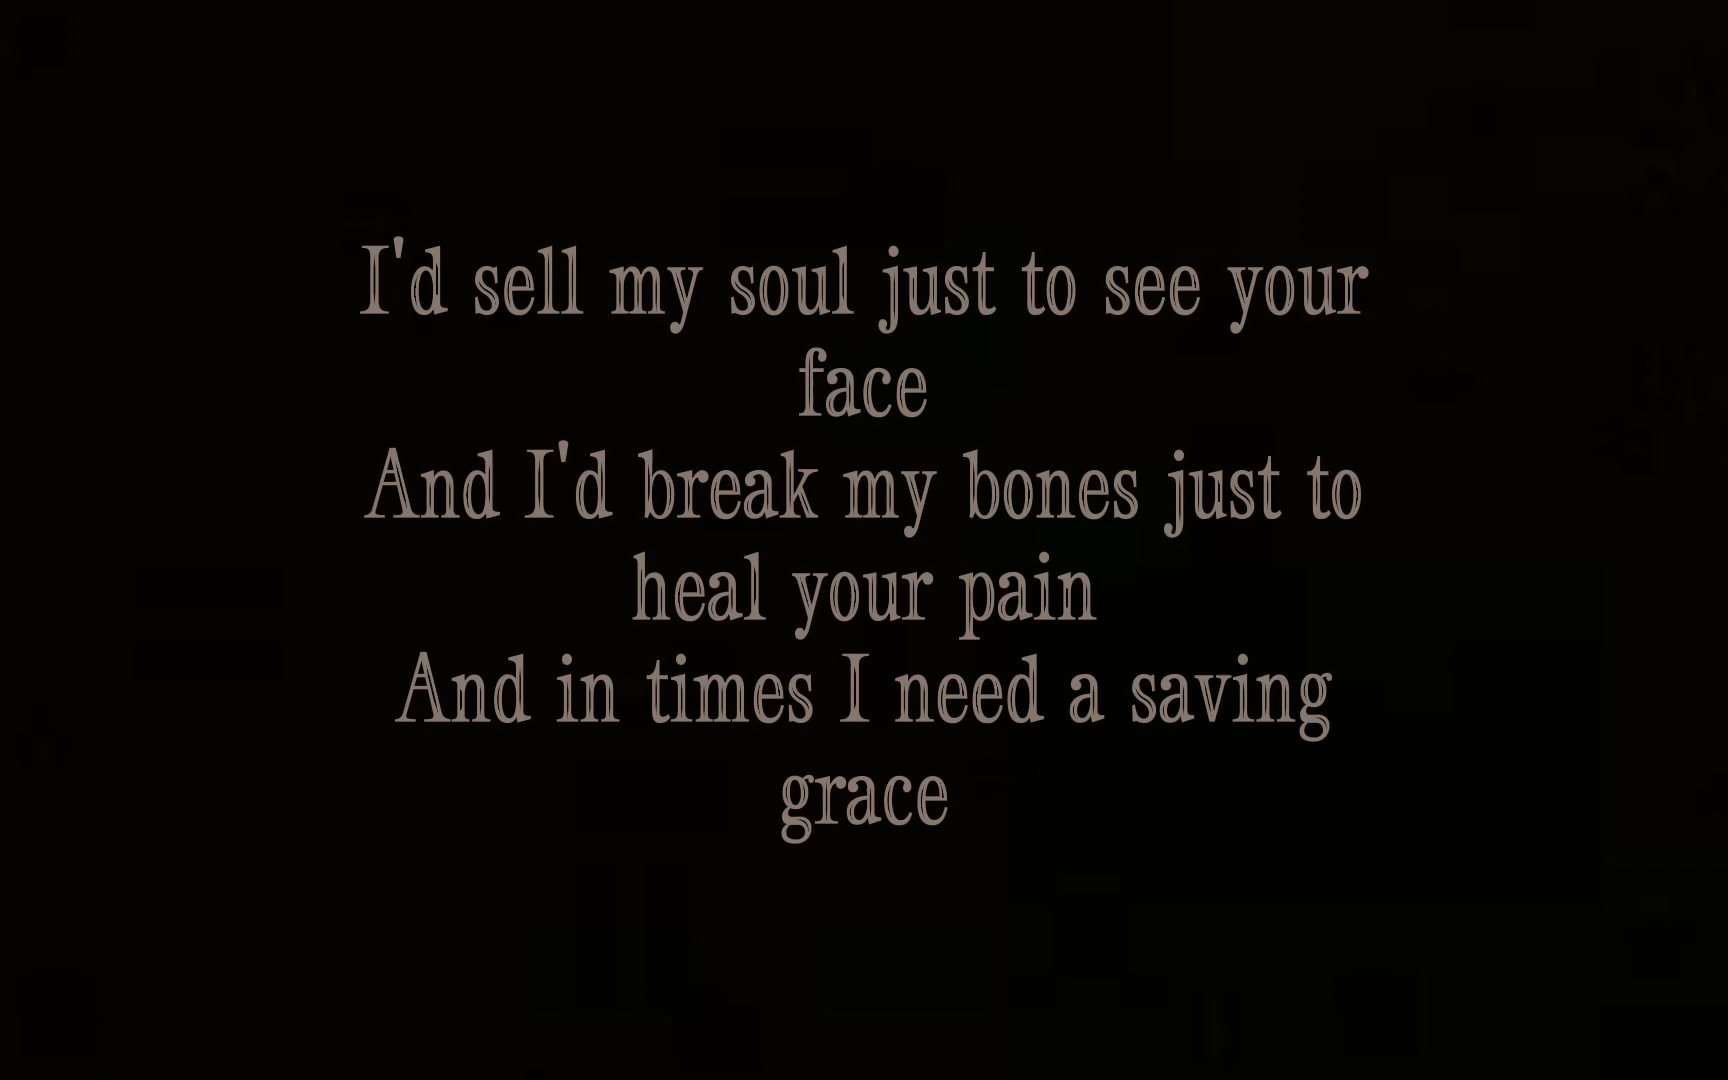 I'd sell my soul just to see your
face
And I'd break my bones just to
heal your pain
And in times I need a saving
grace